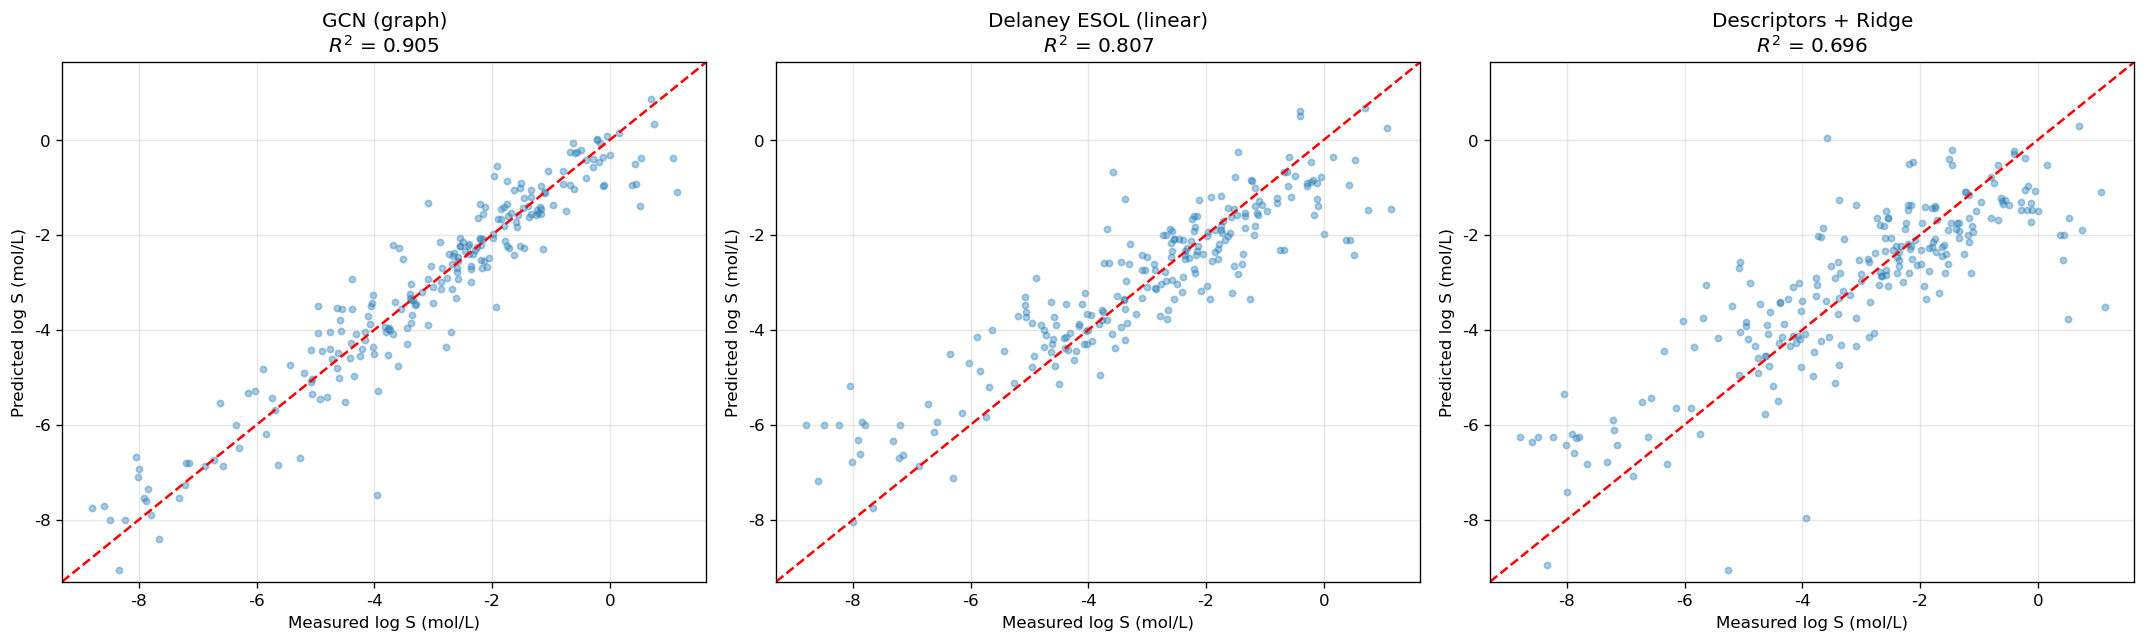 GCN (graph)
R² = 0.905
0
-2
-4
-6
-8
Predicted log S (mol/L)
-8 -6 -4 -2 0
Measured log S (mol/L)
Delaney ESOL (linear)
R² = 0.807
0
-2
-4
-6
-8
Predicted log S (mol/L)
-8 -6 -4 -2 0
Measured log S (mol/L)
Descriptors + Ridge
R² = 0.696
0
-2
-4
-6
-8
Predicted log S (mol/L)
-8 -6 -4 -2 0
Measured log S (mol/L)